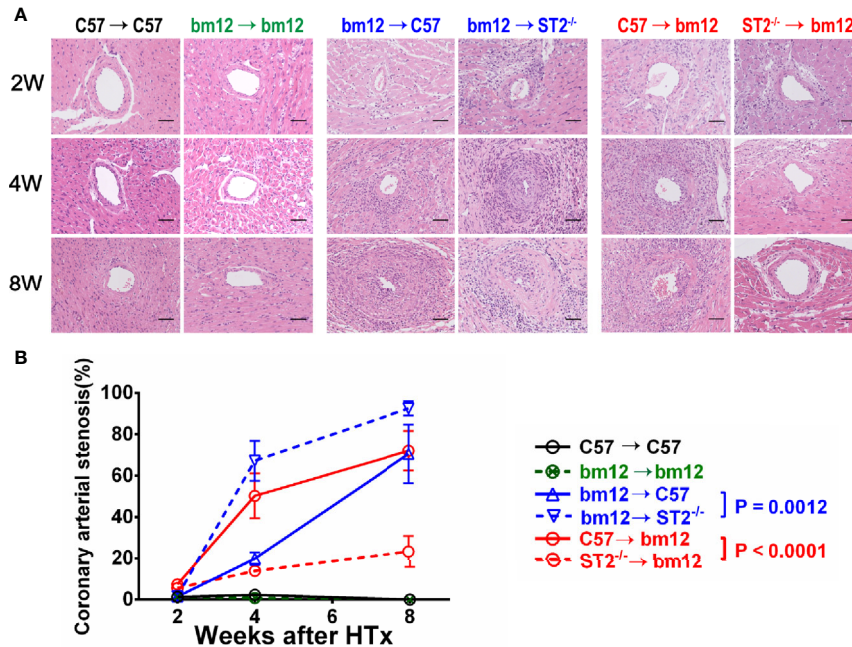 A
C57 → C57
bm12 → bm12
bm12 → C57
bm12 → ST2-/-
C57 → bm12
ST2-/- → bm12
2W
4W
8W
B
Coronary arterial stenosis(%)
100
80
60
40
20
0
2
4
6
8
Weeks after HTx
C57 → C57
bm12 → bm12
bm12 → C57
bm12 → ST2-/-
P = 0.0012
C57 → bm12
ST2-/- → bm12
P < 0.0001